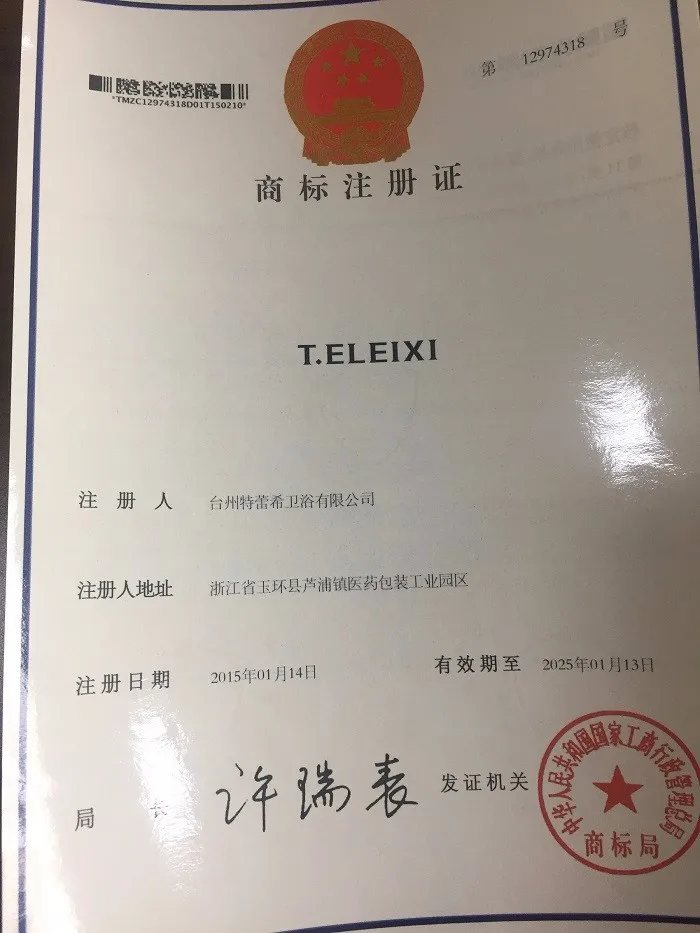 第 12974318 号
*TMZC12974318D01T150210*
商标注册证
T.ELEIXI
注册人 台州特蕾希卫浴有限公司
注册人地址 浙江省玉环县芦浦镇医药包装工业园区
注册日期 2015年01月14日 有效期至 2025年01月13日
局长 许瑞表 发证机关
中华人民共和国国家工商行政管理总局
商标局